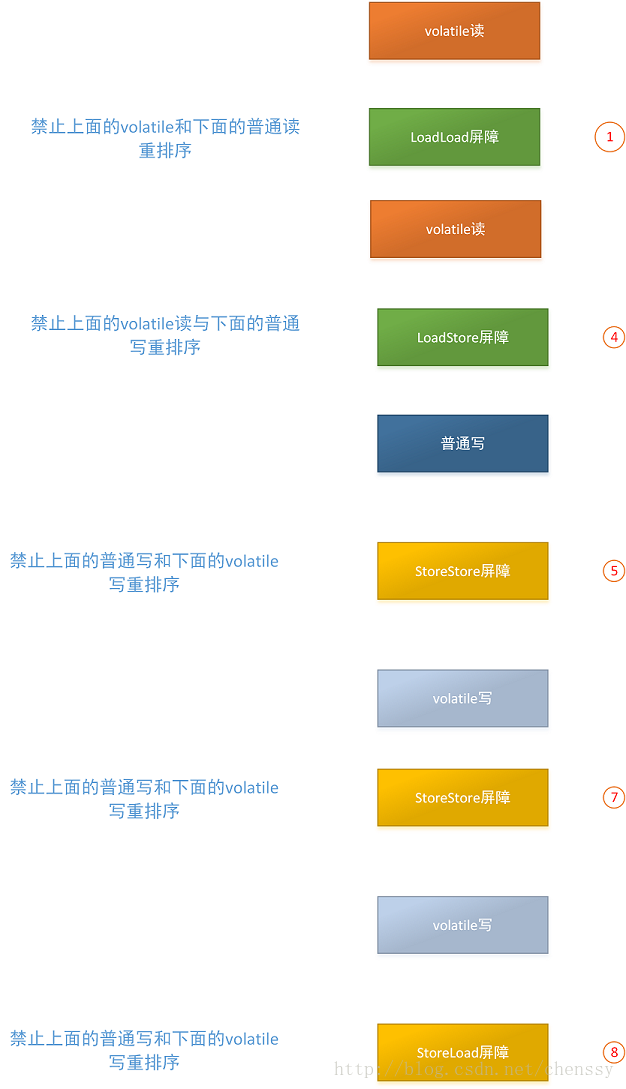 volatile读
禁止上面的volatile和下面的普通读
重排序
LoadLoad屏障
1
volatile读
禁止上面的volatile读与下面的普通
写重排序
LoadStore屏障
4
普通写
禁止上面的普通写和下面的volatile
写重排序
StoreStore屏障
5
volatile写
禁止上面的普通写和下面的volatile
写重排序
StoreStore屏障
7
volatile写
禁止上面的普通写和下面的volatile
写重排序
StoreLoad屏障
8
http://blog.csdn.net/chenssy